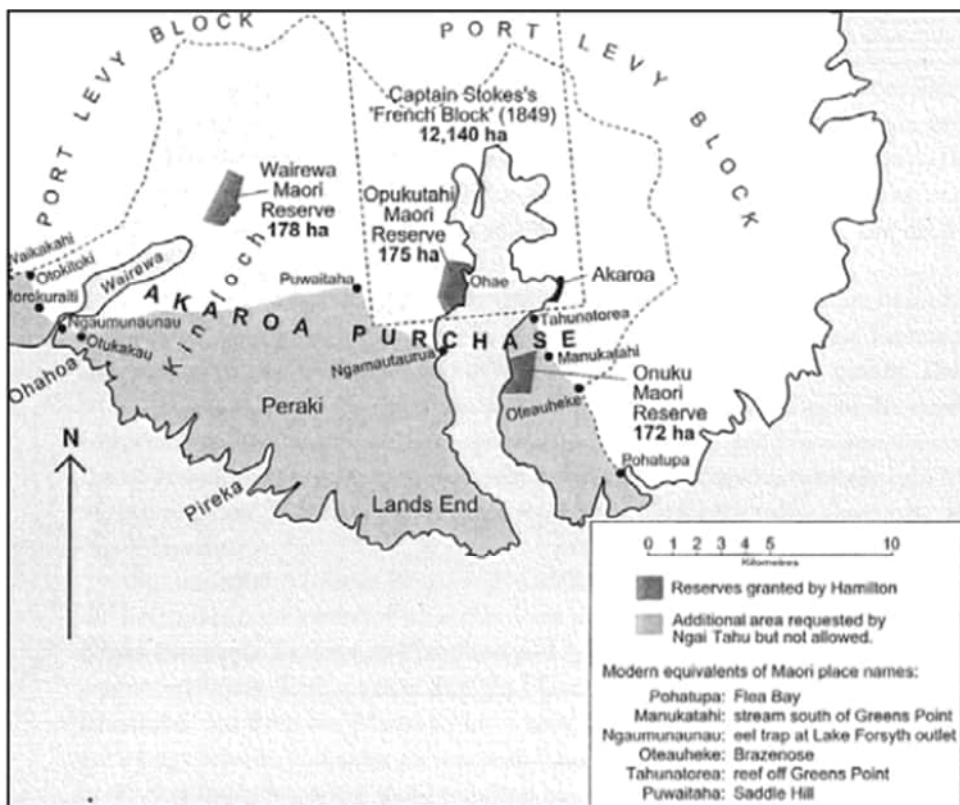 PORT LEVY BLOCK
PORT LEVY BLOCK
Captain Stokes's
'French Block' (1849)
12,140 ha
Wairewa
Maori
Reserve
178 ha
Opukutahi
Maori
Reserve
175 ha
Waikakahi
Otokitoki
Wairewa
Puwaitaha
Ohae
Akaroa
Morokuraiti
Ngaumunaunau
Otukakau
AKAROA PURCHASE
Kinloch
Tahunatorea
Ohahoa
Ngamautaurua
Manukatahi
Onuku
Maori
Reserve
172 ha
Peraki
Oteauheke
N
Pohatupa
Pireka
Lands End
0 1 2 3 4 5 10
Kilometres
Reserves granted by Hamilton
Additional area requested by
Ngai Tahu but not allowed.
Modern equivalents of Maori place names:
Pohatupa: Flea Bay
Manukatahi: stream south of Greens Point
Ngaumunaunau: eel trap at Lake Forsyth outlet
Oteauheke: Brazenose
Tahunatorea: reef off Greens Point
Puwaitaha: Saddle Hill